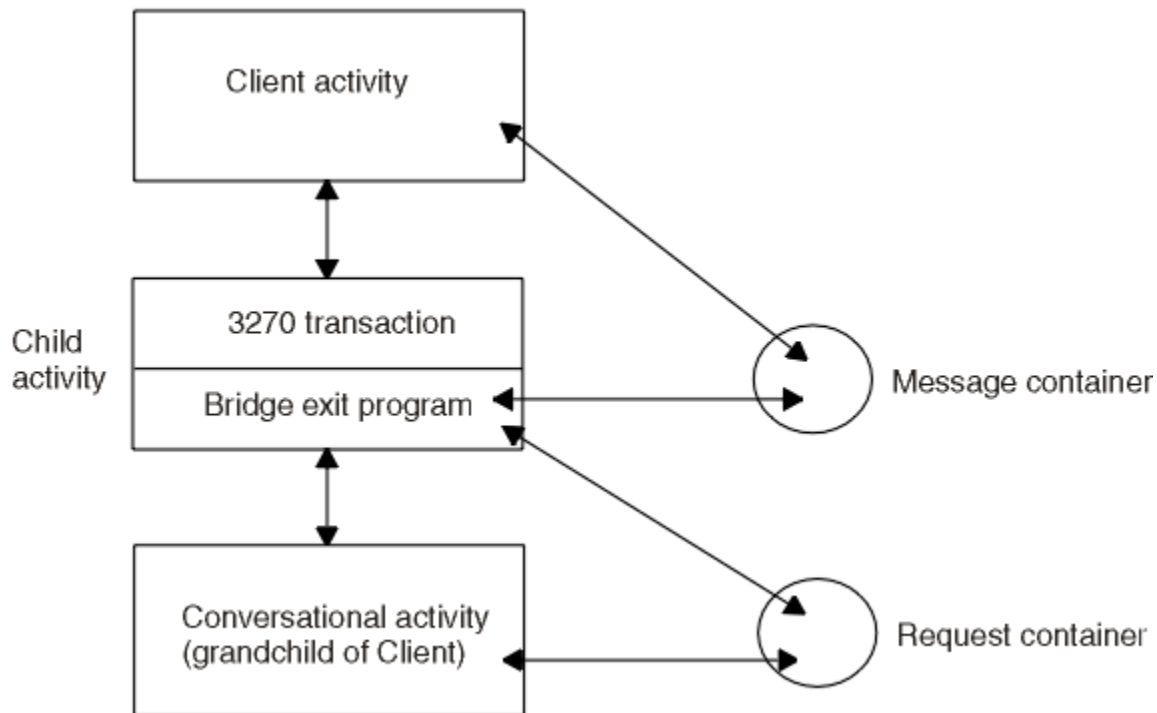 Client activity
3270 transaction
Child
activity
Bridge exit program
Message container
Conversational activity
(grandchild of Client)
Request container